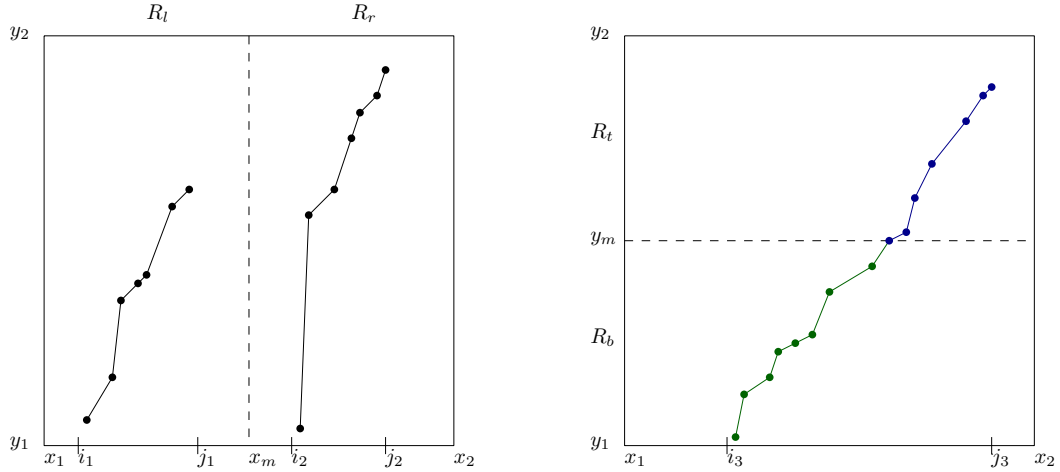 R_l R_r
y_2 y_2
R_t
y_m
R_b
y_1 y_1
x_1 i_1 j_1 x_m i_2 j_2 x_2 x_1 i_3 j_3 x_2